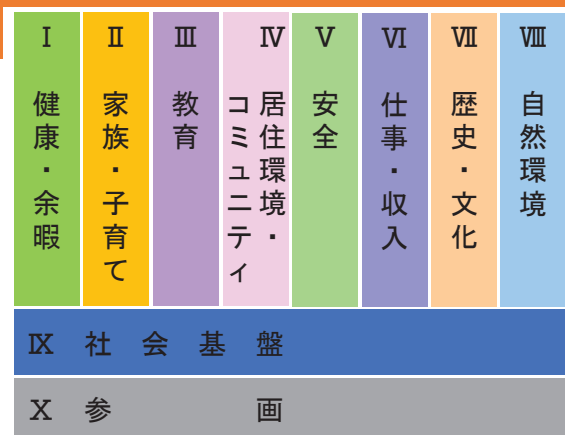 Ⅰ 健康・余暇
Ⅱ 家族・子育て
Ⅲ 教育
Ⅳ 居住環境・
コミュニティ
Ⅴ 安全
Ⅵ 仕事・収入
Ⅶ 歴史・文化
Ⅷ 自然環境
Ⅸ 社会基盤
Ⅹ 参画